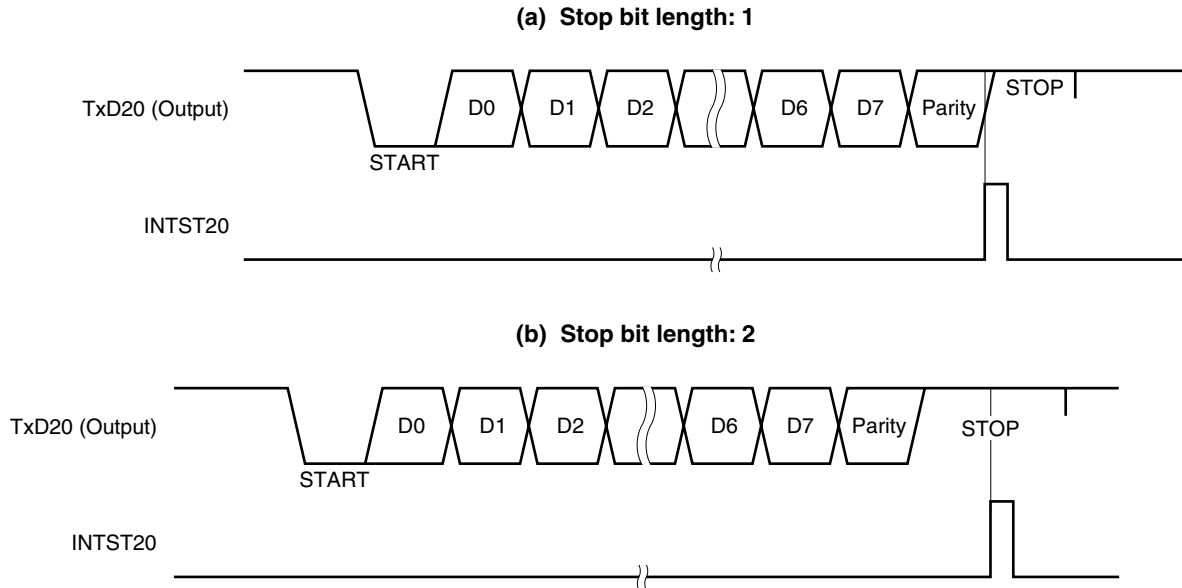 (a) Stop bit length: 1
TxD20 (Output)
D0 D1 D2 D6 D7 Parity STOP
START
INTST20
(b) Stop bit length: 2
TxD20 (Output)
D0 D1 D2 D6 D7 Parity STOP
START
INTST20